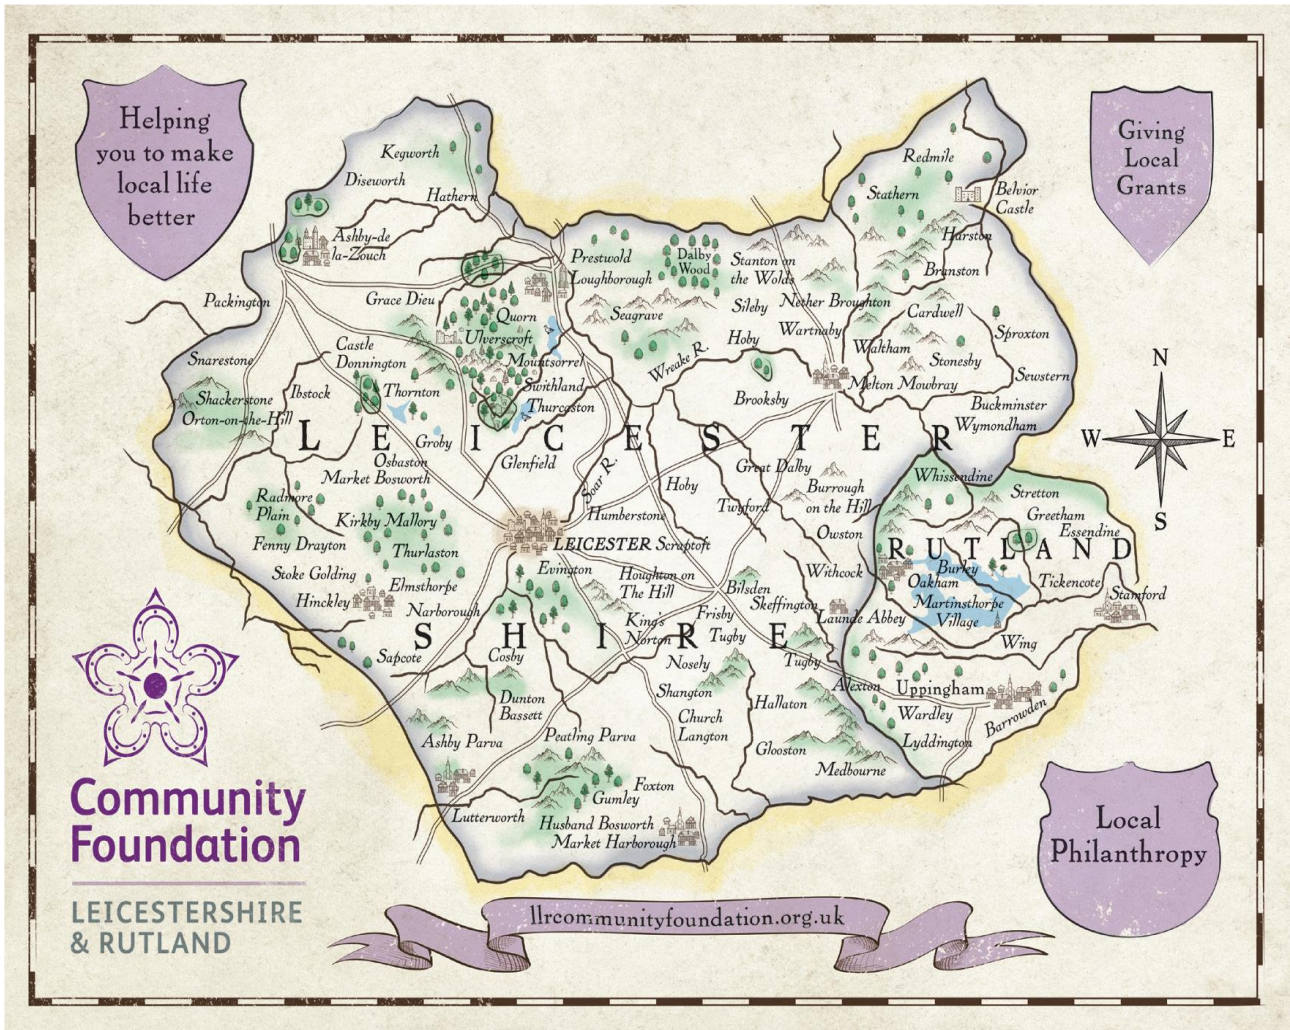 Helping
you to make
local life
better
Giving
Local
Grants
Kegworth
Diseworth
Hathern
Redmile
Stathern
Belvior
Castle
Harston
Branston
Ashby-de
la-Zouch
Prestwold
Loughborough
Dalby
Wood
Stanton on
the Wolds
Packington
Grace Dieu
Quorn
Ulverscroft
Seagrave
Sileby
Nether Broughton
Cardwell
Sproxton
Wartnaby
Hoby
Waltham
Stonesby
Wreake R.
Castle
Donnington
Mountsorrel
Snarestone
Shackerstone
Orton-on-the-Hill
Ibstock
Thornton
Swithland
Thurcaston
Brooksby
Melton Mowbray
Sewstern
Buckminster
Wymondham
N
W
E
S
LEICESTER
Groby
Osbaston
Market Bosworth
Glenfield
Soar R.
Great Dalby
Hoby
Burrough
on the Hill
Twyford
Whissendine
Stretton
Greetham
Essendine
Radmore
Plain
Kirkby Mallory
Fenny Drayton
Thurlaston
Humberstone
LEICESTER
Scraptoft
Owston
RUTLAND
Burley
Oakham
Tickencote
Stoke Golding
Elmsthorpe
Evington
Houghton on
The Hill
Bilsden
Withcock
Skeffington
Launde Abbey
Martinsthorpe
Village
Stamford
Hinckley
Narborough
King's
Norton
Frisby
Tugby
SHIRE
Wing
Sapcote
Cosby
Nosely
Tugby
Alexton
Uppingham
Wardley
Barrowden
Lyddington
Dunton
Bassett
Shangton
Church
Langton
Hallaton
Ashby Parva
Peatling Parva
Glooston
Medbourne
Lutterworth
Foxton
Gumley
Husband Bosworth
Market Harborough
Community
Foundation
LEICESTERSHIRE
& RUTLAND
Local
Philanthropy
llrcommunityfoundation.org.uk